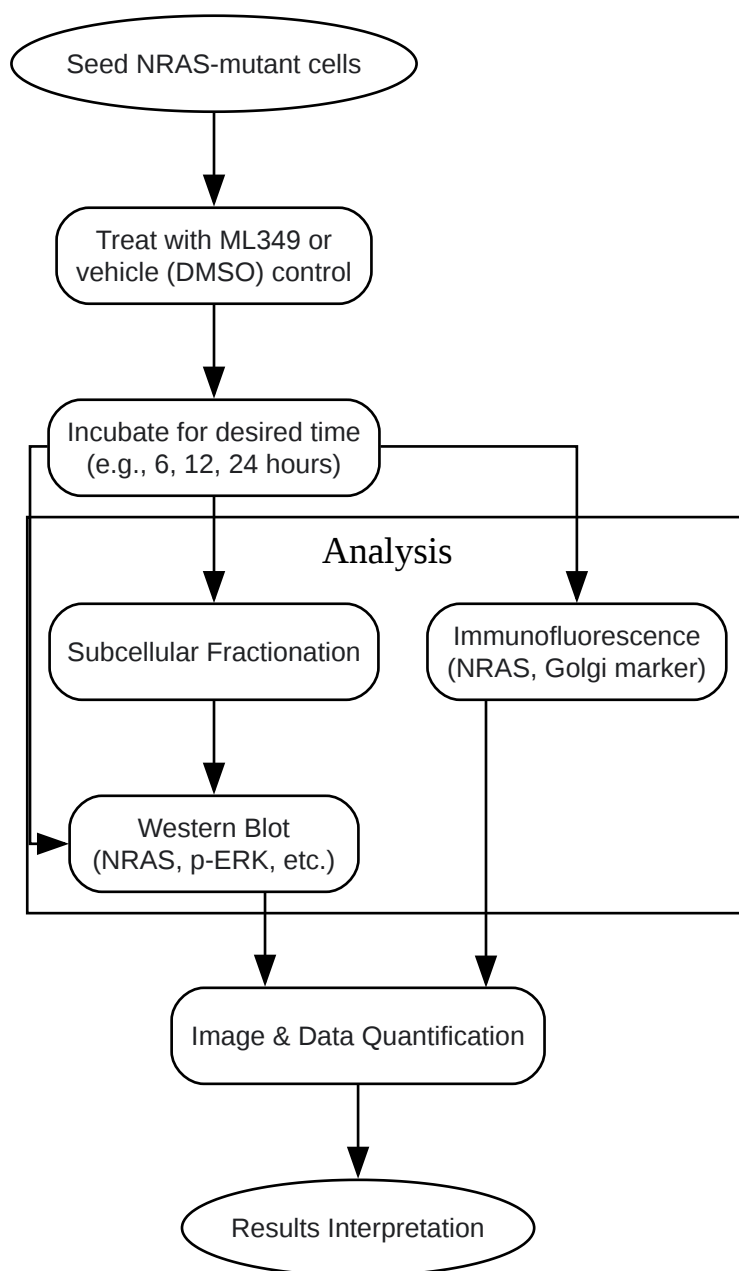 Seed NRAS-mutant cells
Treat with ML349 or
vehicle (DMSO) control
Incubate for desired time
(e.g., 6, 12, 24 hours)
Analysis
Subcellular Fractionation
Immunofluorescence
(NRAS, Golgi marker)
Western Blot
(NRAS, p-ERK, etc.)
Image & Data Quantification
Results Interpretation